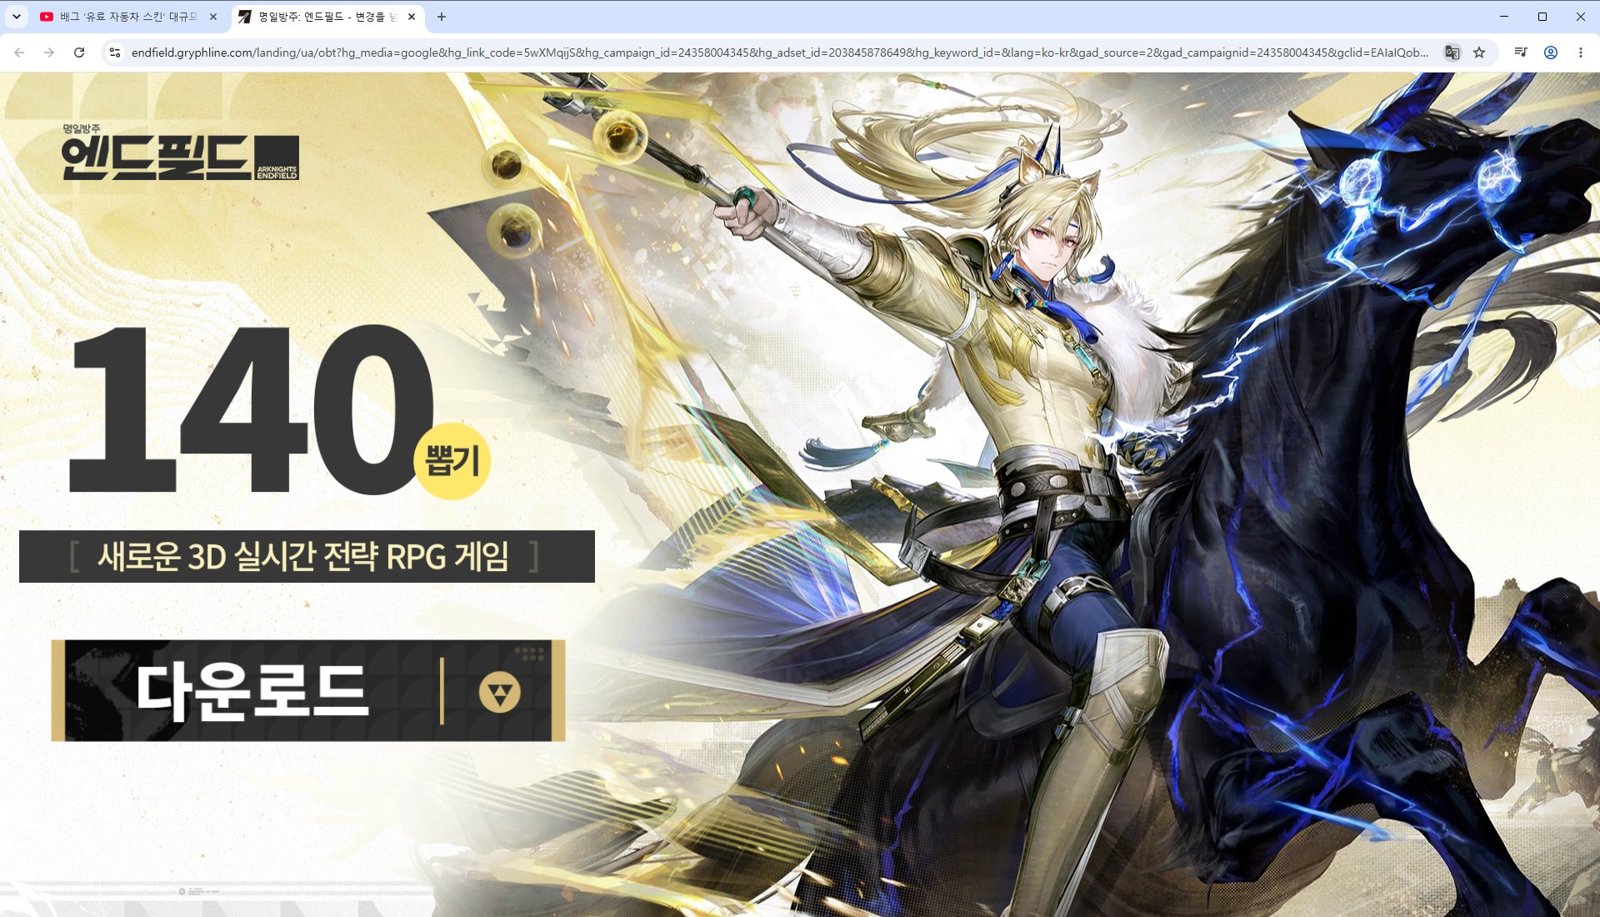 배그 '유료 자동차 스킨' 대규모
명일방주: 엔드필드 - 변경을 넘
endfield.gryphline.com/landing/ua/obt?hg_media=google&hg_link_code=5wXMqijS&hg_campaign_id=24358004345&hg_adset_id=203845878649&hg_keyword_id=&lang=ko-kr&gad_source=2&gad_campaignid=24358004345&gclid=EAIaIQob...
명일방주
엔드필드
ARKNIGHTS
ENDFIELD
140
뽑기
[ 새로운 3D 실시간 전략 RPG 게임 ]
다운로드